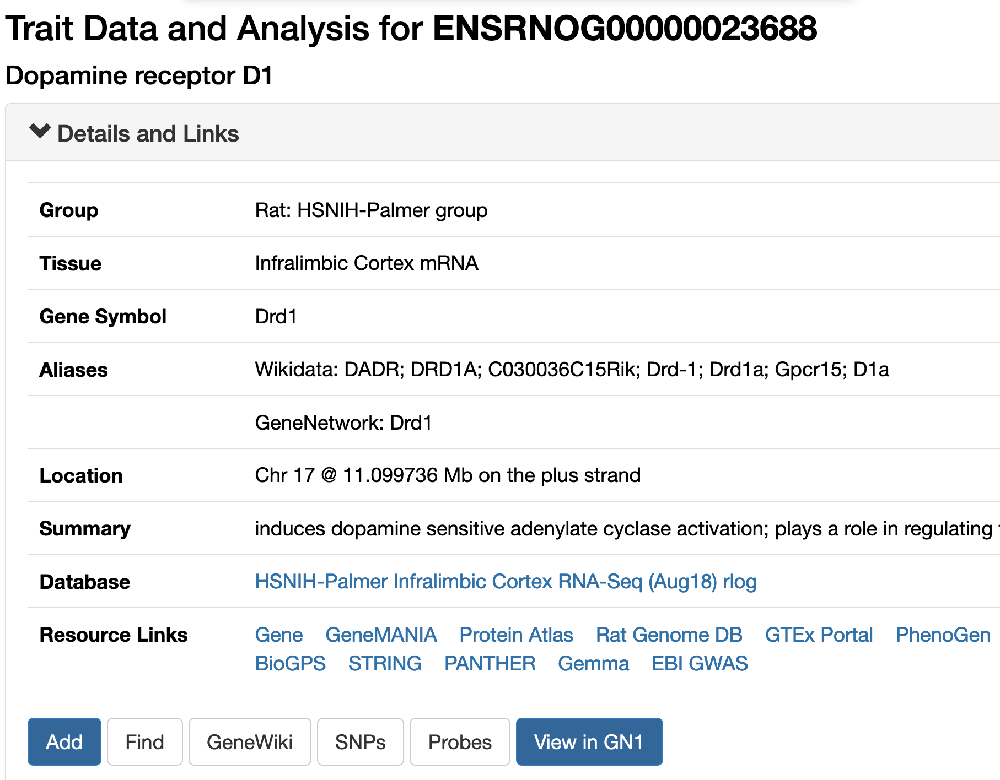 Trait Data and Analysis for ENSRNOG00000023688
Dopamine receptor D1
Details and Links
Group Rat: HSNIH-Palmer group
Tissue Infralimbic Cortex mRNA
Gene Symbol Drd1
Aliases Wikidata: DADR; DRD1A; C030036C15Rik; Drd-1; Drd1a; Gpcr15; D1a
GeneNetwork: Drd1
Location Chr 17 @ 11.099736 Mb on the plus strand
Summary induces dopamine sensitive adenylate cyclase activation; plays a role in regulating
Database HSNIH-Palmer Infralimbic Cortex RNA-Seq (Aug18) rlog
Resource Links Gene GeneMANIA Protein Atlas Rat Genome DB GTEx Portal PhenoGen
BioGPS STRING PANTHER Gemma EBI GWAS
Add Find GeneWiki SNPs Probes View in GN1